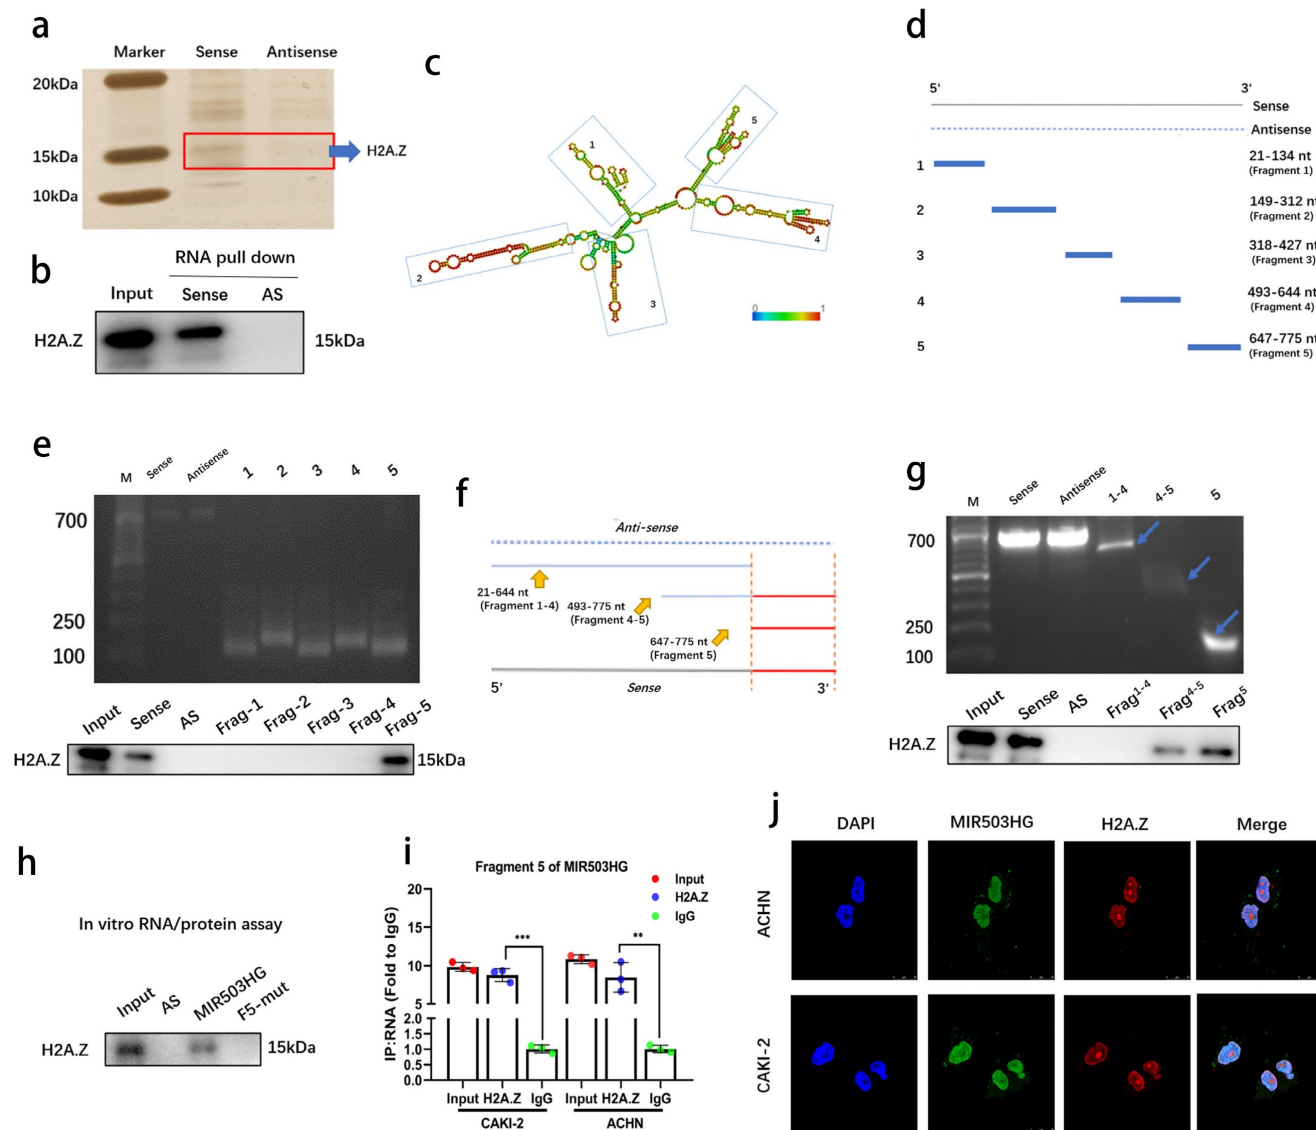 a
Marker Sense Antisense
20kDa
15kDa
10kDa
H2A.Z
b
RNA pull down
Input Sense AS
H2A.Z 15kDa
c
1
2
3
4
5
0 1
d
5' 3'
Sense
Antisense
1 21-134 nt
(Fragment 1)
2 149-312 nt
(Fragment 2)
3 318-427 nt
(Fragment 3)
4 493-644 nt
(Fragment 4)
5 647-775 nt
(Fragment 5)
e
M Sense Antisense 1 2 3 4 5
700
250
100
Input Sense AS Frag-1 Frag-2 Frag-3 Frag-4 Frag-5
H2A.Z 15kDa
f
Anti-sense
21-644 nt
(Fragment 1-4)
493-775 nt
(Fragment 4-5)
647-775 nt
(Fragment 5)
5' Sense 3'
g
M Sense Antisense 1-4 4-5 5
700
250
100
Input Sense AS Frag1-4 Frag4-5 Frag5
H2A.Z
h
In vitro RNA/protein assay
Input AS MIR503HG F5-mut
H2A.Z 15kDa
i
Fragment 5 of MIR503HG
Input
H2A.Z
IgG
IP:RNA (Fold to IgG)
20
15
10
5
2.0
1.5
1.0
0.5
0.0
*** **
Input H2A.Z IgG Input H2A.Z IgG
CAKI-2 ACHN
j
DAPI MIR503HG H2A.Z Merge
ACHN
CAKI-2